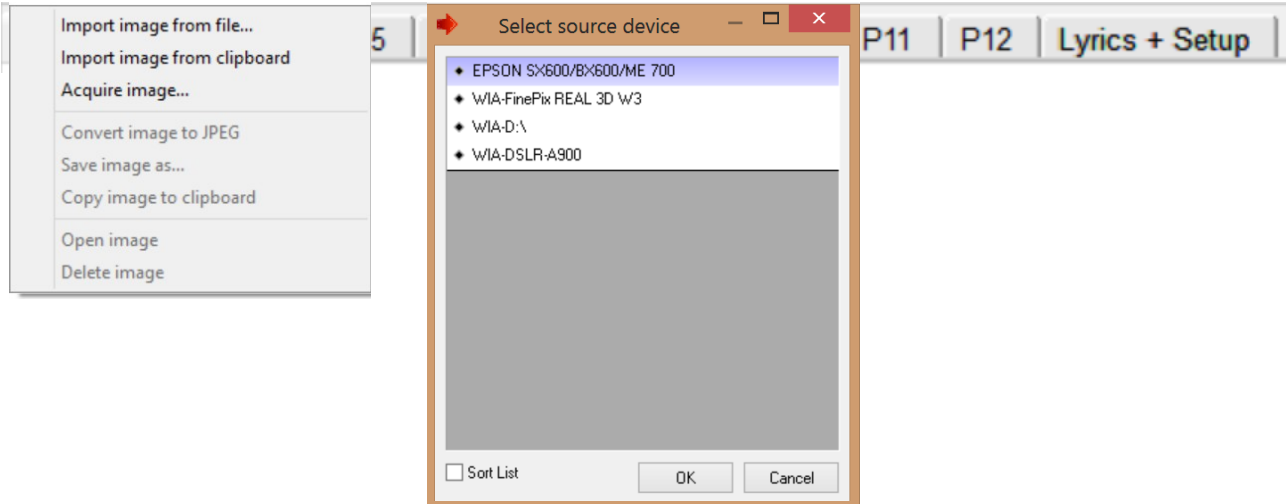 Import image from file...
Import image from clipboard
Acquire image...
Convert image to JPEG
Save image as...
Copy image to clipboard
Open image
Delete image
5
Select source device
EPSON SX600/BX600/ME 700
WIA-FinePix REAL 3D W3
WIA-D:\
WIA-DSLR-A900
Sort List
OK
Cancel
P11
P12
Lyrics + Setup